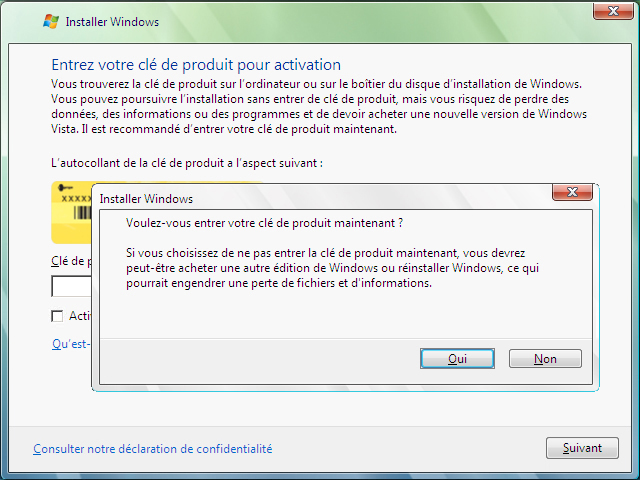 Installer Windows
Entrez votre clé de produit pour activation
Vous trouverez la clé de produit sur l'ordinateur ou sur le boîtier du disque d'installation de Windows.
Vous pouvez poursuivre l'installation sans entrer de clé de produit, mais vous risquez de perdre des
données, des informations ou des programmes et de devoir acheter une nouvelle version de Windows
Vista. Il est recommandé d'entrer votre clé de produit maintenant.
L'autocollant de la clé de produit a l'aspect suivant :
Installer Windows
Voulez-vous entrer votre clé de produit maintenant ?
Si vous choisissez de ne pas entrer la clé de produit maintenant, vous devrez
peut-être acheter une autre édition de Windows ou réinstaller Windows, ce qui
pourrait engendrer une perte de fichiers et d'informations.
Oui
Non
XXXXX
Clé de p
Acti
Qu'est-
Consulter notre déclaration de confidentialité
Suivant